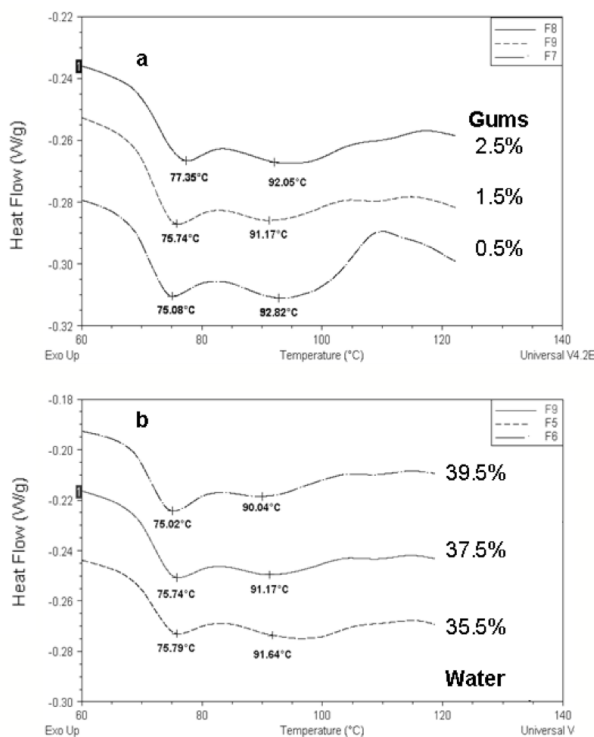 -0.22
-0.24
-0.26
-0.28
-0.30
-0.32
Heat Flow (W/g)
a
F8
F9
F7
Gums
2.5%
1.5%
0.5%
77.35°C
92.05°C
75.74°C
91.17°C
75.08°C
92.82°C
60
80
100
120
140
Exo Up
Temperature (°C)
Universal V4.2E
-0.18
-0.20
-0.22
-0.24
-0.26
-0.28
-0.30
Heat Flow (W/g)
b
F9
F5
F6
39.5%
37.5%
35.5%
Water
75.02°C
90.04°C
75.74°C
91.17°C
75.79°C
91.64°C
60
80
100
120
140
Exo Up
Temperature (°C)
Universal V